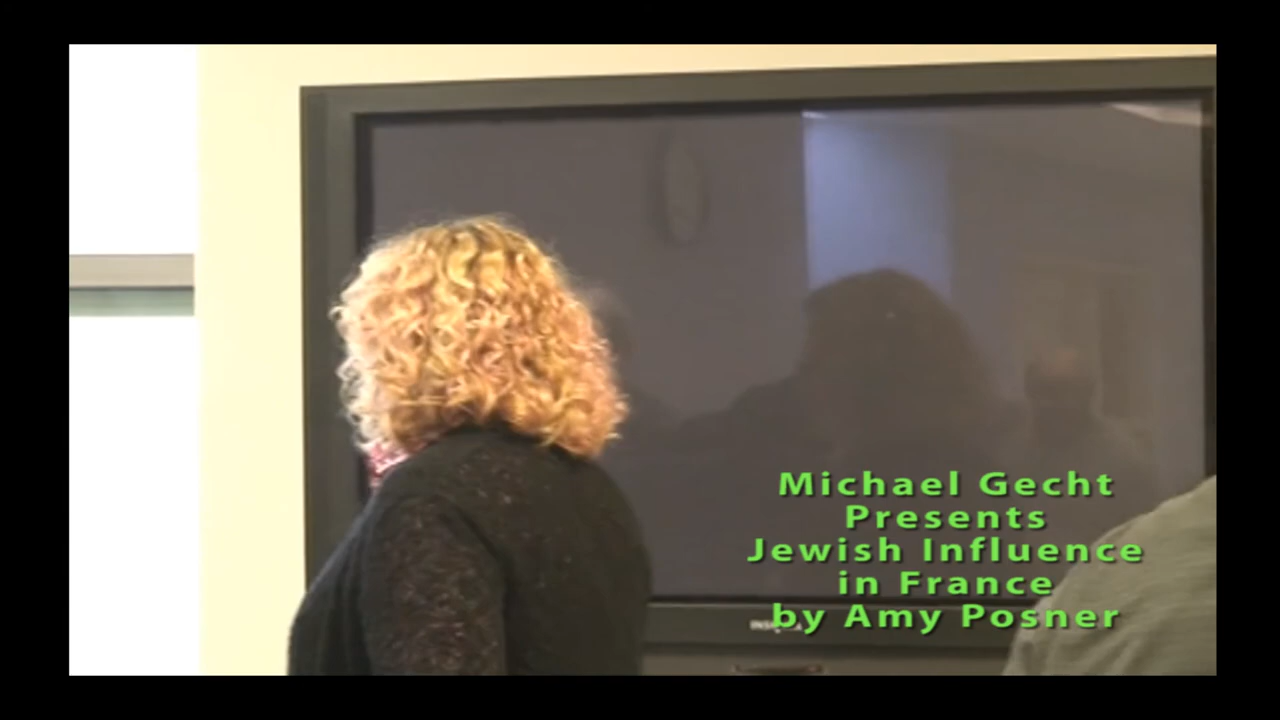 Michael Gecht
Presents
Jewish Influence
in France
by Amy Posner